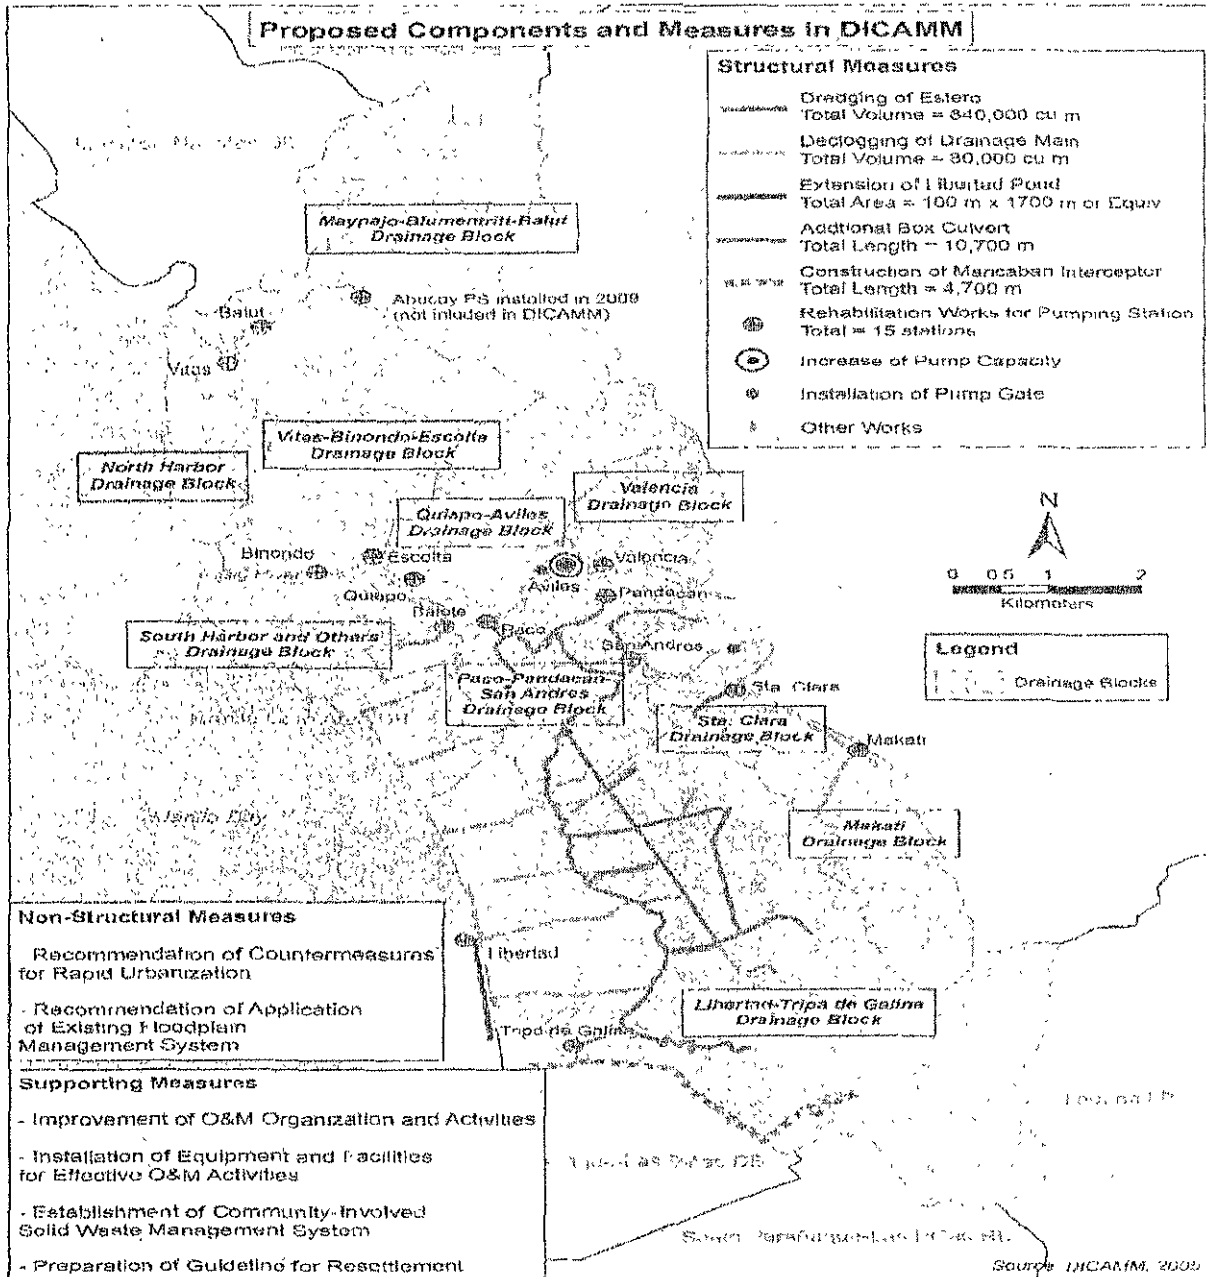 Proposed Components and Measures in DICAMM
Structural Measures
Dredging of Estero
Total Volume = 840,000 cu m
Declogging of Drainage Main
Total Volume = 80,000 cu m
Extension of Libertad Pond
Total Area = 100 m x 1700 m or Equiv
Addtional Box Culvert
Total Length = 10,700 m
Construction of Maricaban Interceptor
Total Length = 4,700 m
Rehabilitation Works for Pumping Station
Total = 15 stations
Increase of Pump Capacity
Installation of Pump Gate
Other Works
Maypajo-Blumentritt-Balut
Drainage Block
Abucay PS installed in 2009
(not inluded in DICAMM)
Balut
Vitas
Vitas-Binondo-Escolta
Drainage Block
North Harbor
Drainage Block
Valencia
Drainage Block
Quiapo-Aviles
Drainage Block
N
Binondo
Escolta
Valencia
Quiapo
Aviles
Pandacan
0 0.5 1 2
Kilometers
Balete
Paco
South Harbor and Others
Drainage Block
San Andres
Legend
Drainage Blocks
Paco-Pandacan-
San Andres
Drainage Block
Sta. Clara
Sta. Clara
Drainage Block
Makati
Manila Bay
Makati
Drainage Block
Non-Structural Measures
- Recommendation of Countermeasures
for Rapid Urbanization
- Recommendation of Application
of Existing Floodplain
Management System
Libertad
Libertad-Tripa de Galina
Drainage Block
Tripa de Galina
Supporting Measures
- Improvement of O&M Organization and Activities
- Installation of Equipment and Facilities
for Effective O&M Activities
- Establishment of Community-Involved
Solid Waste Management System
- Preparation of Guideline for Resettlement
Source DICAMM, 2005